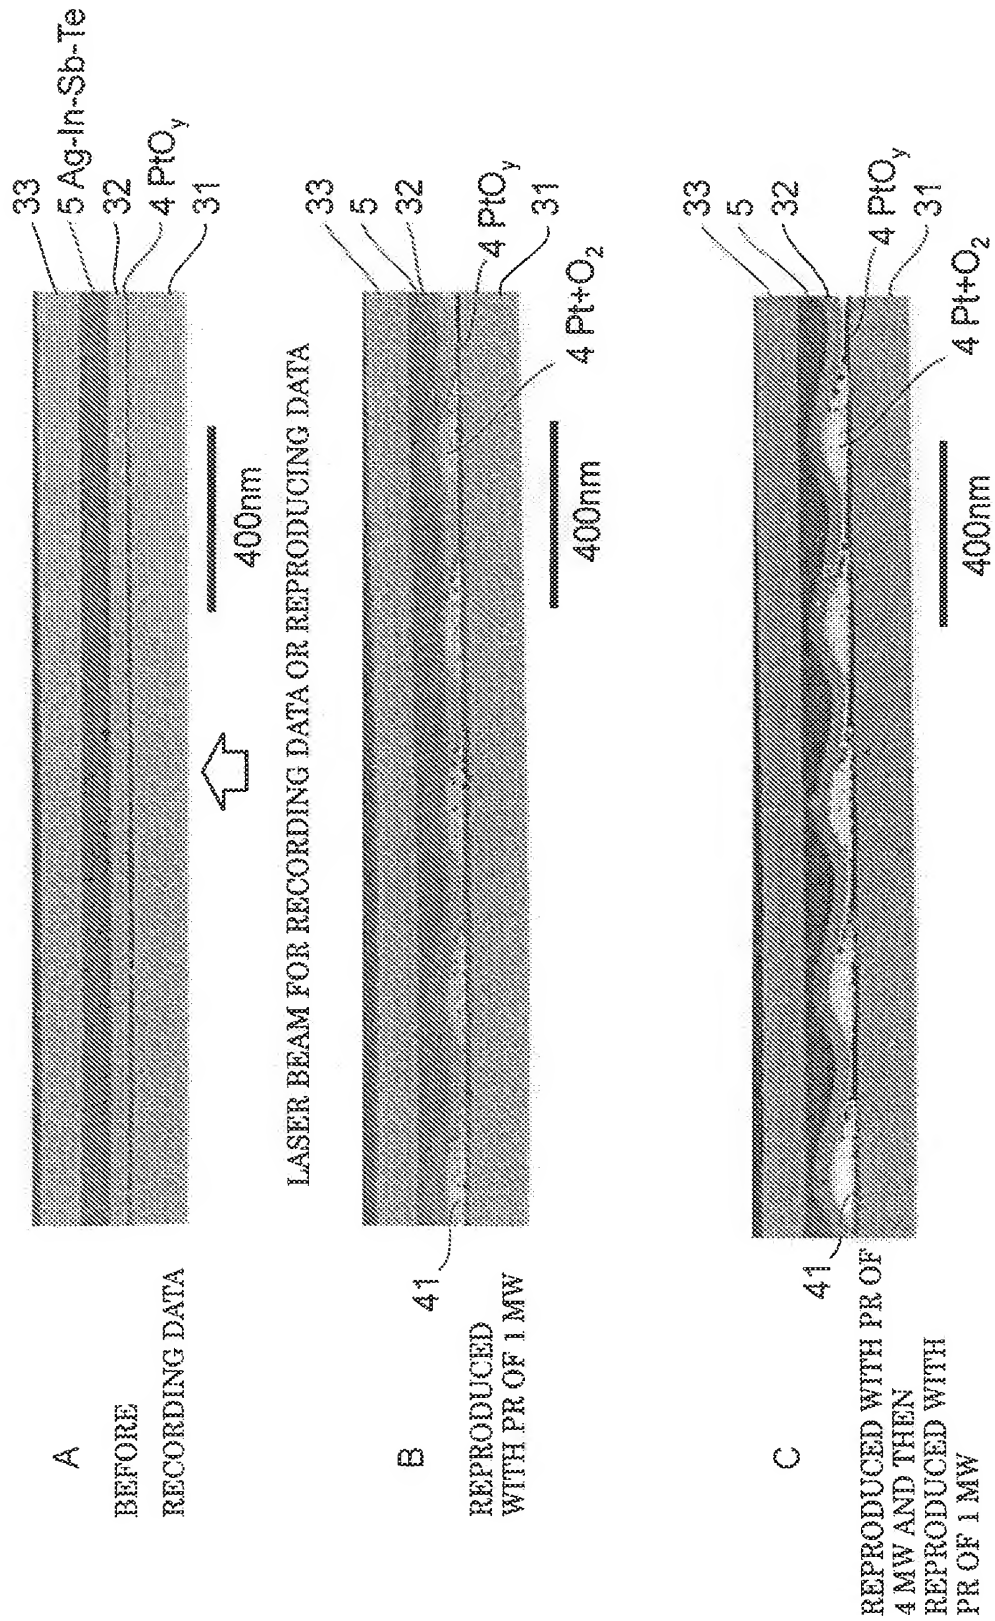 A
BEFORE
RECORDING DATA
33
5 Ag-In-Sb-Te
32
4 PtOy
31
400nm
LASER BEAM FOR RECORDING DATA OR REPRODUCING DATA
B
REPRODUCED
WITH PR OF 1 MW
41
33
5
32
4 PtOy
31
4 Pt+O2
400nm
C
REPRODUCED WITH PR OF
4 MW AND THEN
REPRODUCED WITH
PR OF 1 MW
41
33
5
32
4 PtOy
31
4 Pt+O2
400nm